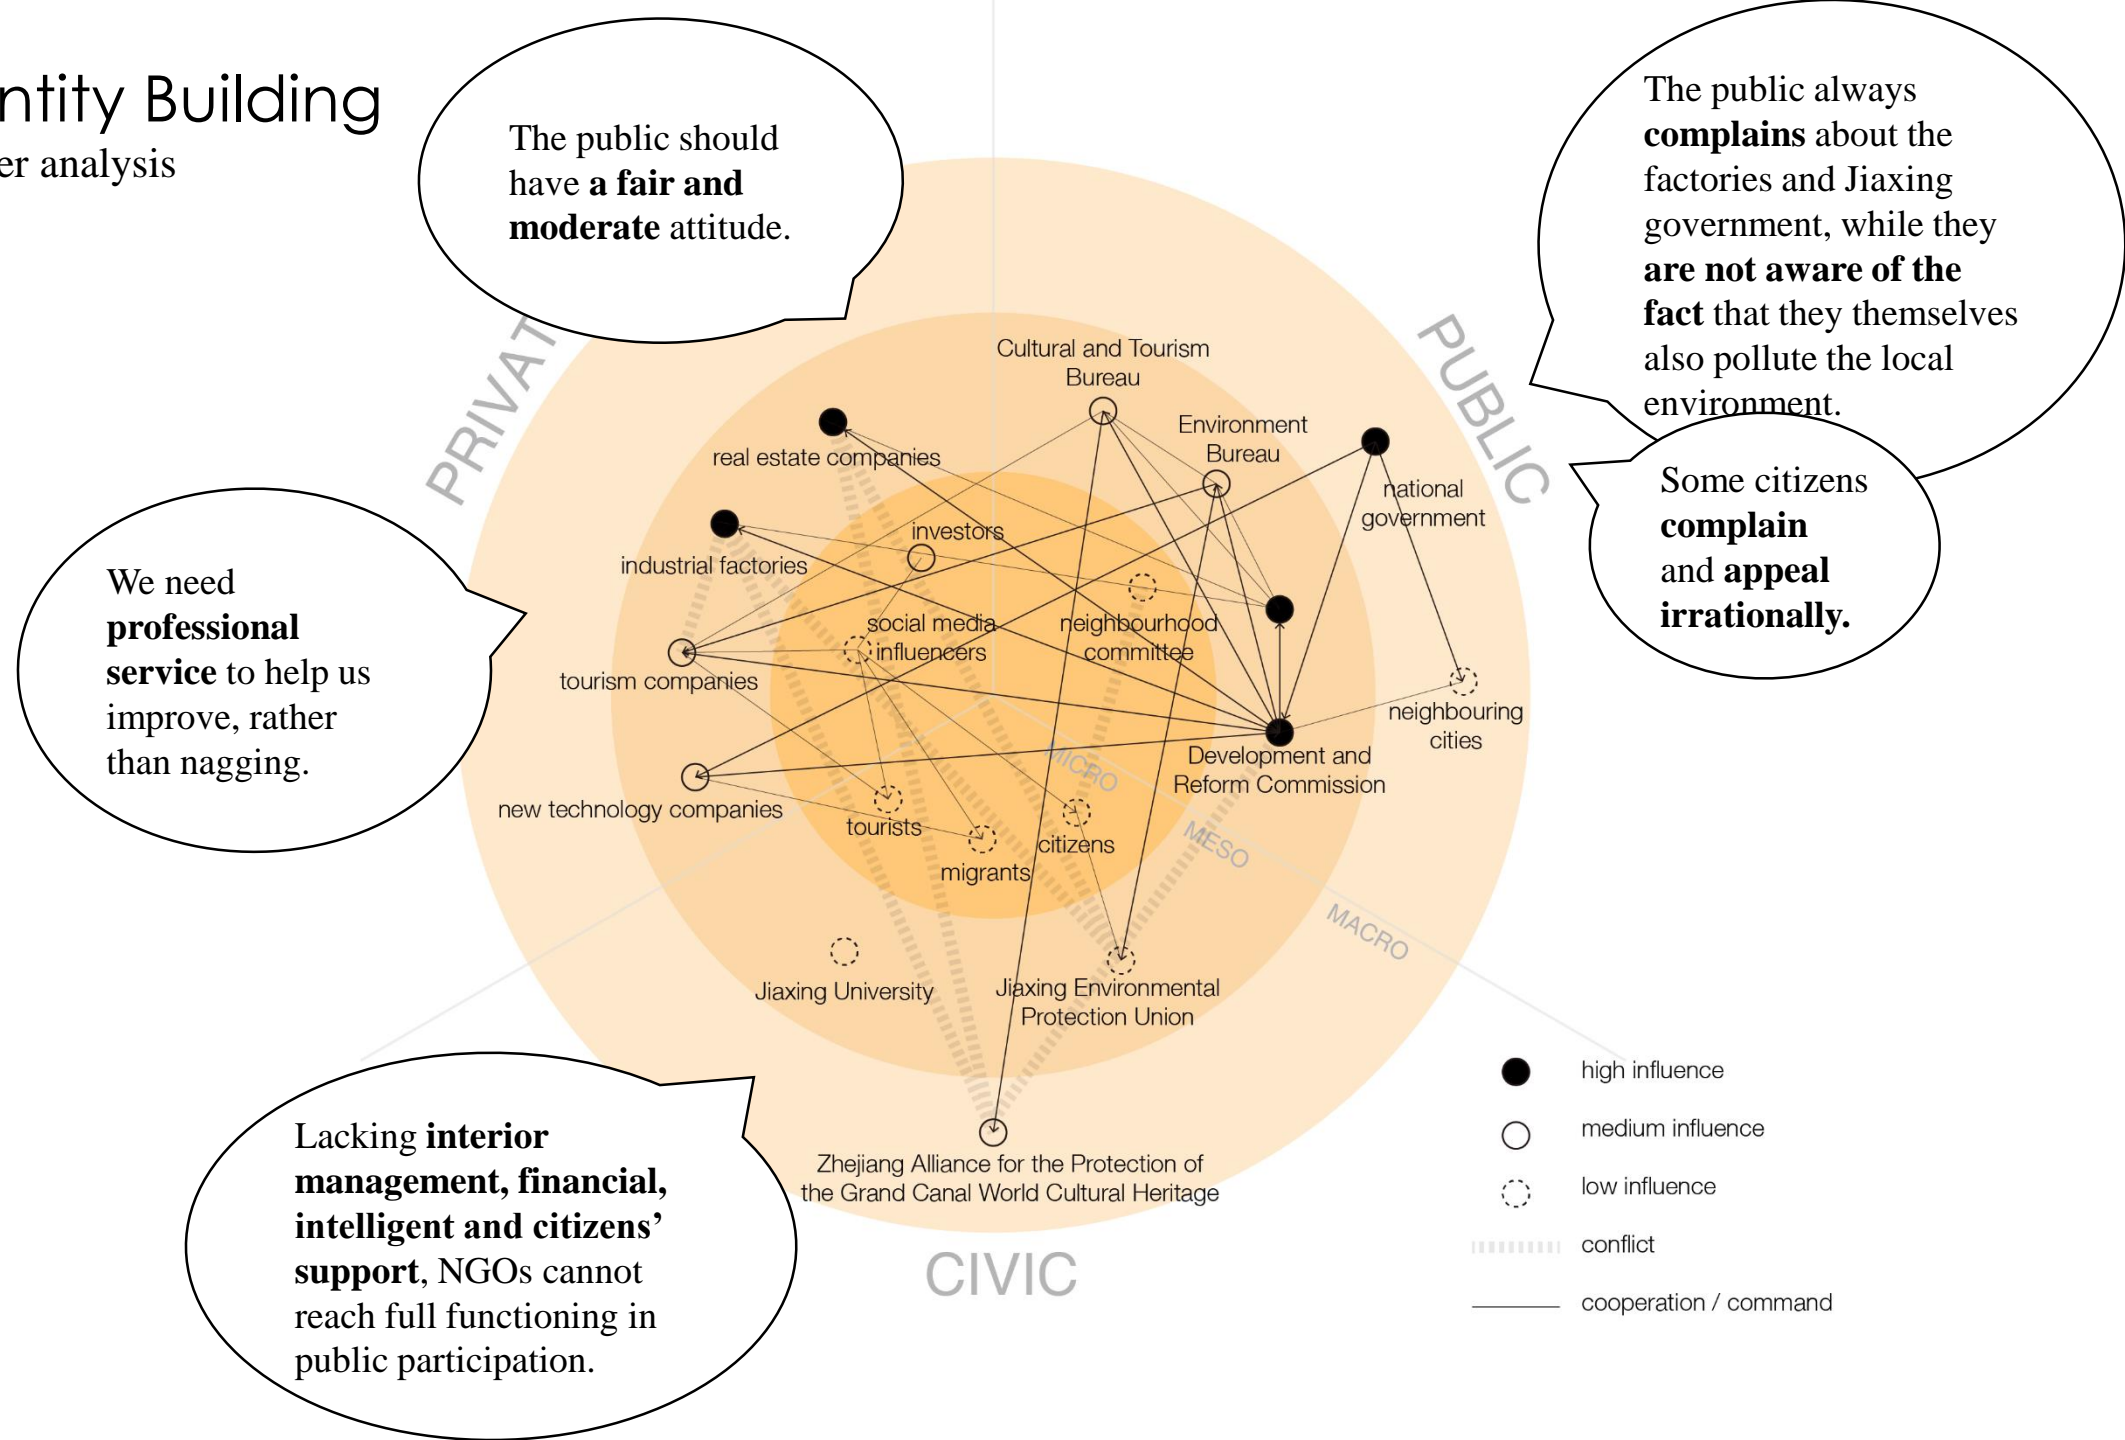 ntity Building
er analysis
The public should
have a fair and
moderate attitude.
The public always
complains about the
factories and Jiaxing
government, while they
are not aware of the
fact that they themselves
also pollute the local
environment.
Some citizens
complain
and appeal
irrationally.
We need
professional
service to help us
improve, rather
than nagging.
Lacking interior
management, financial,
intelligent and citizens’
support, NGOs cannot
reach full functioning in
public participation.
PRIVAT
PUBLIC
CIVIC
Cultural and Tourism
Bureau
Environment
Bureau
national
government
real estate companies
investors
industrial factories
social media
influencers
neighbourhood
committee
tourism companies
neighbouring
cities
Development and
Reform Commission
new technology companies
tourists
citizens
migrants
MICRO
MESO
MACRO
Jiaxing University
Jiaxing Environmental
Protection Union
Zhejiang Alliance for the Protection of
the Grand Canal World Cultural Heritage
high influence
medium influence
low influence
conflict
cooperation / command